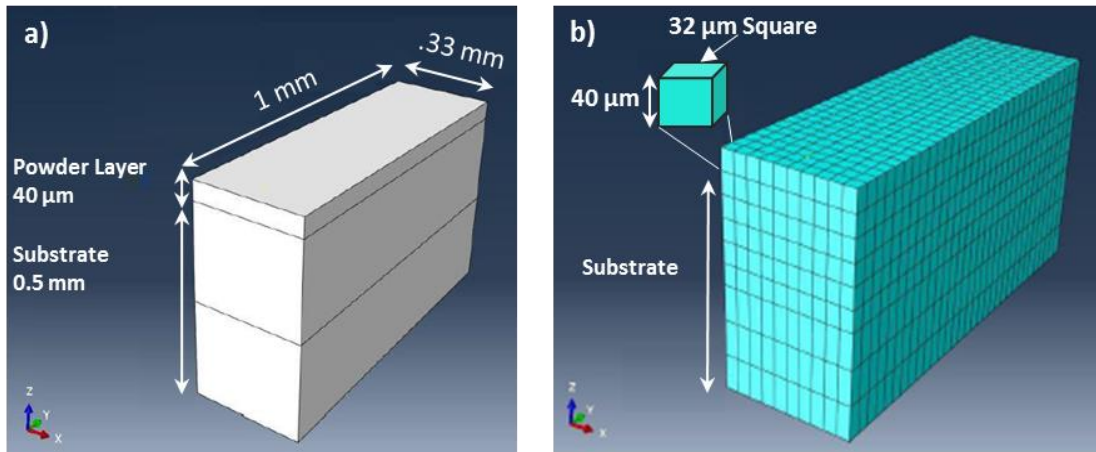 a)
1 mm
.33 mm
Powder Layer
40 µm
Substrate
0.5 mm
Z
Y
X
b)
32 µm Square
40 µm
Substrate
Z
Y
X